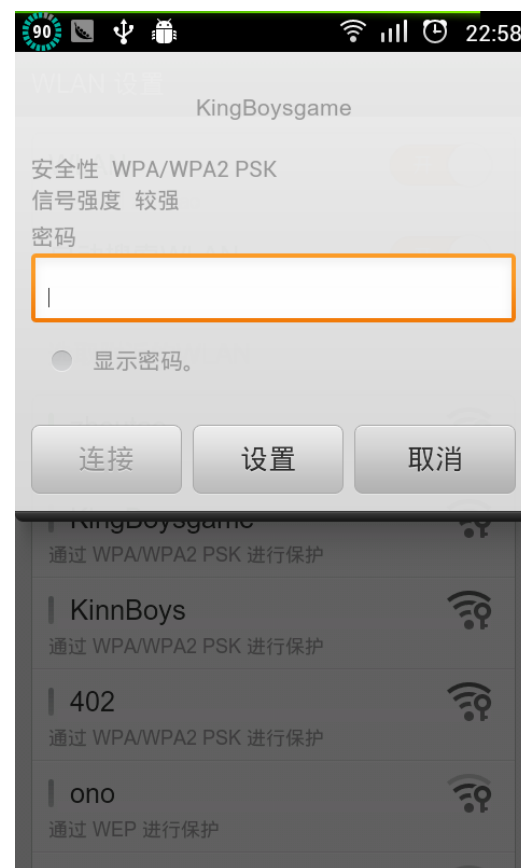 90
22:58
WLAN 设置
KingBoysgame
安全性 WPA/WPA2 PSK
信号强度 较强
密码
显示密码。
连接 设置 取消
KingBoysgame
通过 WPA/WPA2 PSK 进行保护
KinnBoys
通过 WPA/WPA2 PSK 进行保护
402
通过 WPA/WPA2 PSK 进行保护
ono
通过 WEP 进行保护